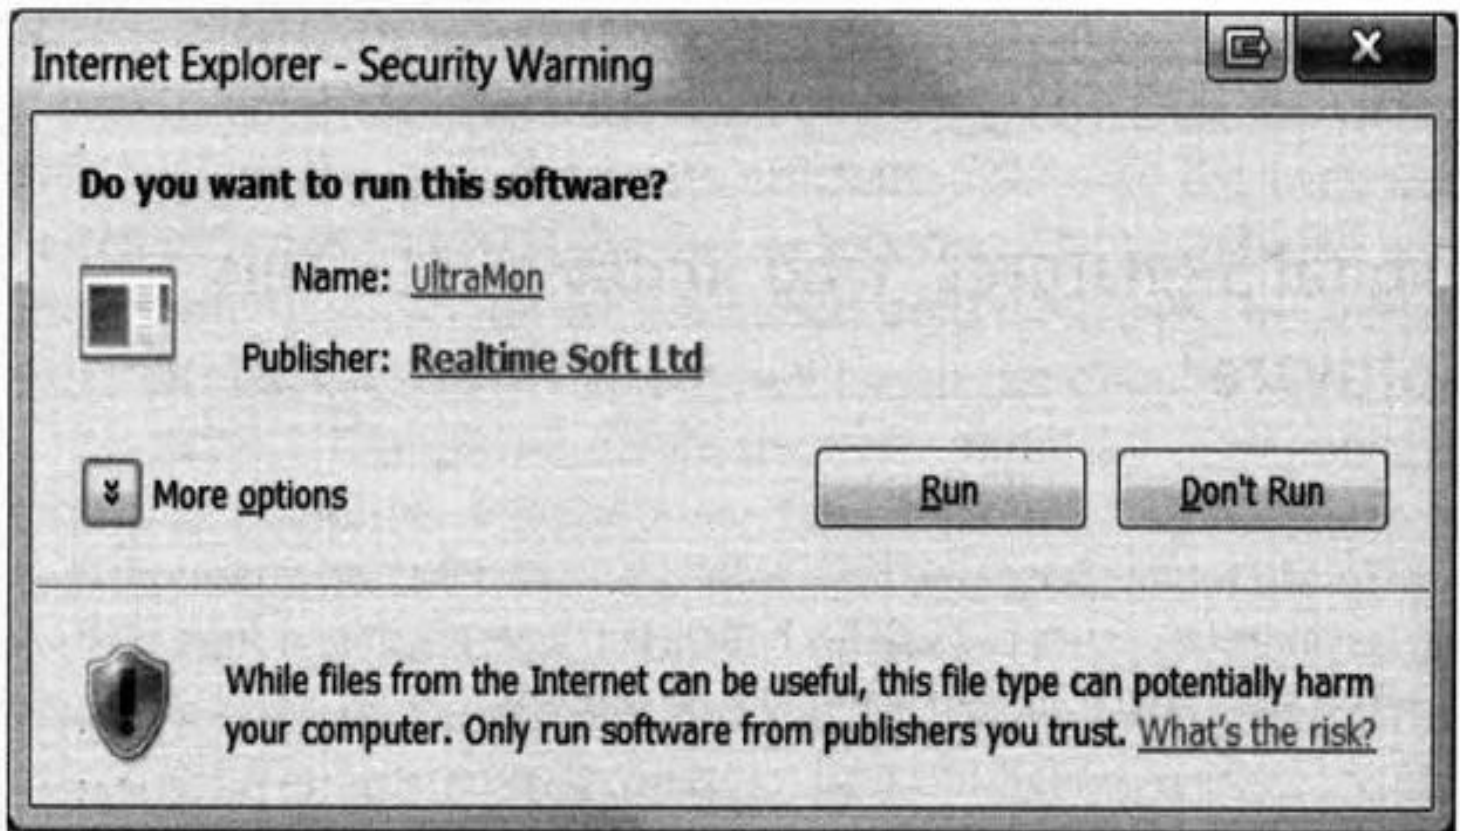 Internet Explorer - Security Warning
Do you want to run this software?
Name: UltraMon
Publisher: Realtime Soft Ltd
More options
Run
Don't Run
While files from the Internet can be useful, this file type can potentially harm
your computer. Only run software from publishers you trust. What's the risk?